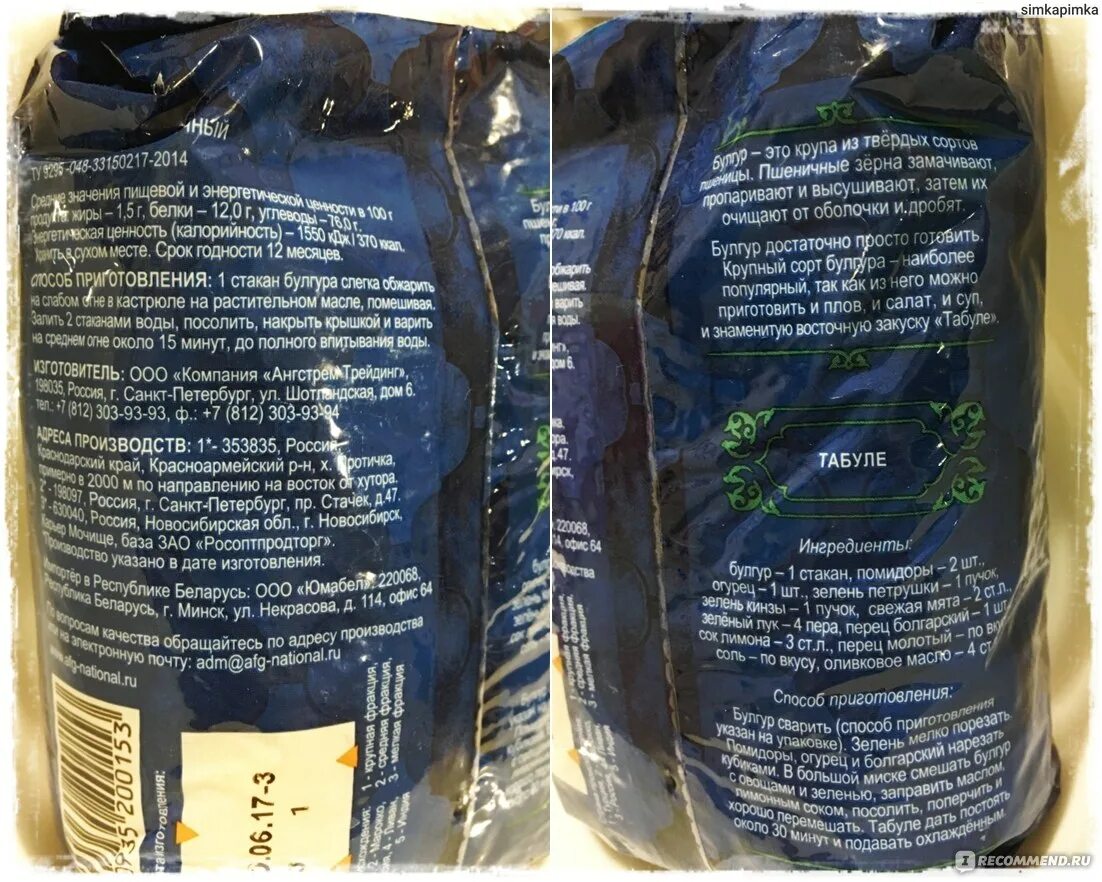 simkapimka
ТУ 9295 -048-33150217-2014
Средние значения пищевой и энергетической ценности в 100 г
продукта: жиры – 1,5 г, белки – 12,0 г, углеводы –76,0 г.
Энергетическая ценность (калорийность) – 1550 кДж / 370 ккал.
Хранить в сухом месте. Срок годности 12 месяцев.
СПОСОБ ПРИГОТОВЛЕНИЯ: 1 стакан булгура слегка обжарить
на слабом огне в кастрюле на растительном масле, помешивая.
Залить 2 стаканами воды, посолить, накрыть крышкой и варить
на среднем огне около 15 минут, до полного впитывания воды.
ИЗГОТОВИТЕЛЬ: ООО «Компания «Ангстрем Трейдинг»,
198035, Россия, г. Санкт-Петербург, ул. Шотландская, дом 6.
тел.: +7 (812) 303-93-93, ф.: +7 (812) 303-93-94
АДРЕСА ПРОИЗВОДСТВ: 1*- 353835, Россия,
Краснодарский край, Красноармейский р-н, х. Протичка,
примерно в 2000 м по направлению на восток от хутора.
2* - 198097, Россия, г. Санкт-Петербург, пр. Стачек, д.47.
3* - 630040, Россия, Новосибирская обл., г. Новосибирск,
Карьер Мочище, база ЗАО «Росоптпродторг».
*Производство указано в дате изготовления.
Импортёр в Республике Беларусь: ООО «Юмабел», 220068,
Республика Беларусь, г. Минск, ул. Некрасова, д. 114, офис 64
По вопросам качества обращайтесь по адресу производства
или на электронную почту: adm@afg-national.ru
www.afg-national.ru
200153
.06.17-3
1
1 - крупная фракция,
2 - средняя фракция,
3 - мелкая фракция
2 - Марокко,
4 - Ливан,
5 - Индия
Булгур – это крупа из твёрдых сортов
пшеницы. Пшеничные зёрна замачивают,
пропаривают и высушивают, затем их
очищают от оболочки и дробят.
Булгур достаточно просто готовить.
Крупный сорт булгура – наиболее
популярный, так как из него можно
приготовить и плов, и салат, и суп,
и знаменитую восточную закуску «Табуле».
ТАБУЛЕ
Ингредиенты:
булгур – 1 стакан, помидоры – 2 шт.,
огурец – 1 шт., зелень петрушки – 1 пучок,
зелень кинзы – 1 пучок, свежая мята – 2 ст.л.,
зелёный лук – 4 пера, перец болгарский – 1 шт
сок лимона – 3 ст.л., перец молотый – по вку
соль – по вкусу, оливковое масло – 4 ст
Способ приготовления:
Булгур сварить (способ приготовления
указан на упаковке). Зелень мелко порезать.
Помидоры, огурец и болгарский нарезать
кубиками. В большой миске смешать булгур
с овощами и зеленью, заправить маслом,
лимонным соком, посолить, поперчить и
хорошо перемешать. Табуле дать постоять
около 30 минут и подавать охлаждённым.
RECOMMEND.RU